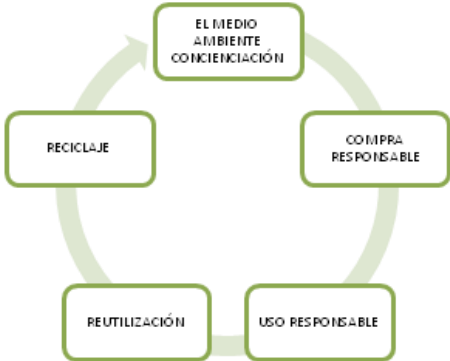 EL MEDIO
AMBIENTE
CONCIENCIACIÓN
COMPRA
RESPONSABLE
USO RESPONSABLE
REUTILIZACIÓN
RECICLAJE